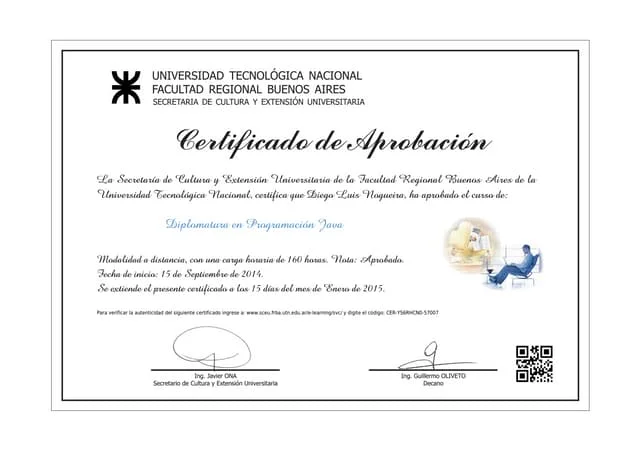 UNIVERSIDAD TECNOLÓGICA NACIONAL
FACULTAD REGIONAL BUENOS AIRES
SECRETARIA DE CULTURA Y EXTENSIÓN UNIVERSITARIA
Certificado de Aprobación
La Secretaría de Cultura y Extensión Universitaria de la Facultad Regional Buenos Aires de la
Universidad Tecnológica Nacional, certifica que Diego Luis Nogueira, ha aprobado el curso de:
Diplomatura en Programación Java
Modalidad a distancia, con una carga horaria de 160 horas. Nota: Aprobado.
Fecha de inicio: 15 de Septiembre de 2014.
Se extiende el presente certificado a los 15 días del mes de Enero de 2015.
Para verificar la autenticidad del siguiente certificado ingrese a: www.sceu.frba.utn.edu.ar/e-learning/svc/ y digite el código: CER-YS6RHCN0-57007
Ing. Javier ONA
Secretario de Cultura y Extensión Universitaria
Ing. Guillermo OLIVETO
Decano